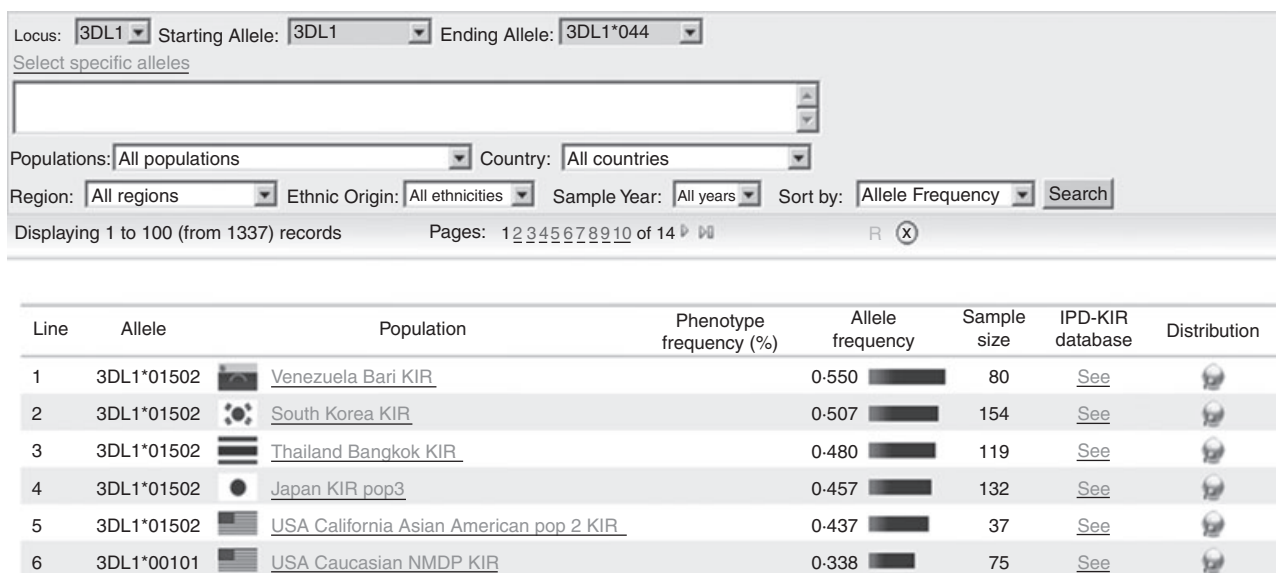 Locus: 3DL1 Starting Allele: 3DL1 Ending Allele: 3DL1*044
Select specific alleles
Populations: All populations Country: All countries
Region: All regions Ethnic Origin: All ethnicities Sample Year: All years Sort by: Allele Frequency Search
Displaying 1 to 100 (from 1337) records Pages: 1 2 3 4 5 6 7 8 9 10 of 14 R X
Line Allele Population Phenotype frequency (%) Allele frequency Sample size IPD-KIR database Distribution
1 3DL1*01502 Venezuela Bari KIR 0·550 80 See
2 3DL1*01502 South Korea KIR 0·507 154 See
3 3DL1*01502 Thailand Bangkok KIR 0·480 119 See
4 3DL1*01502 Japan KIR pop3 0·457 132 See
5 3DL1*01502 USA California Asian American pop 2 KIR 0·437 37 See
6 3DL1*00101 USA Caucasian NMDP KIR 0·338 75 See